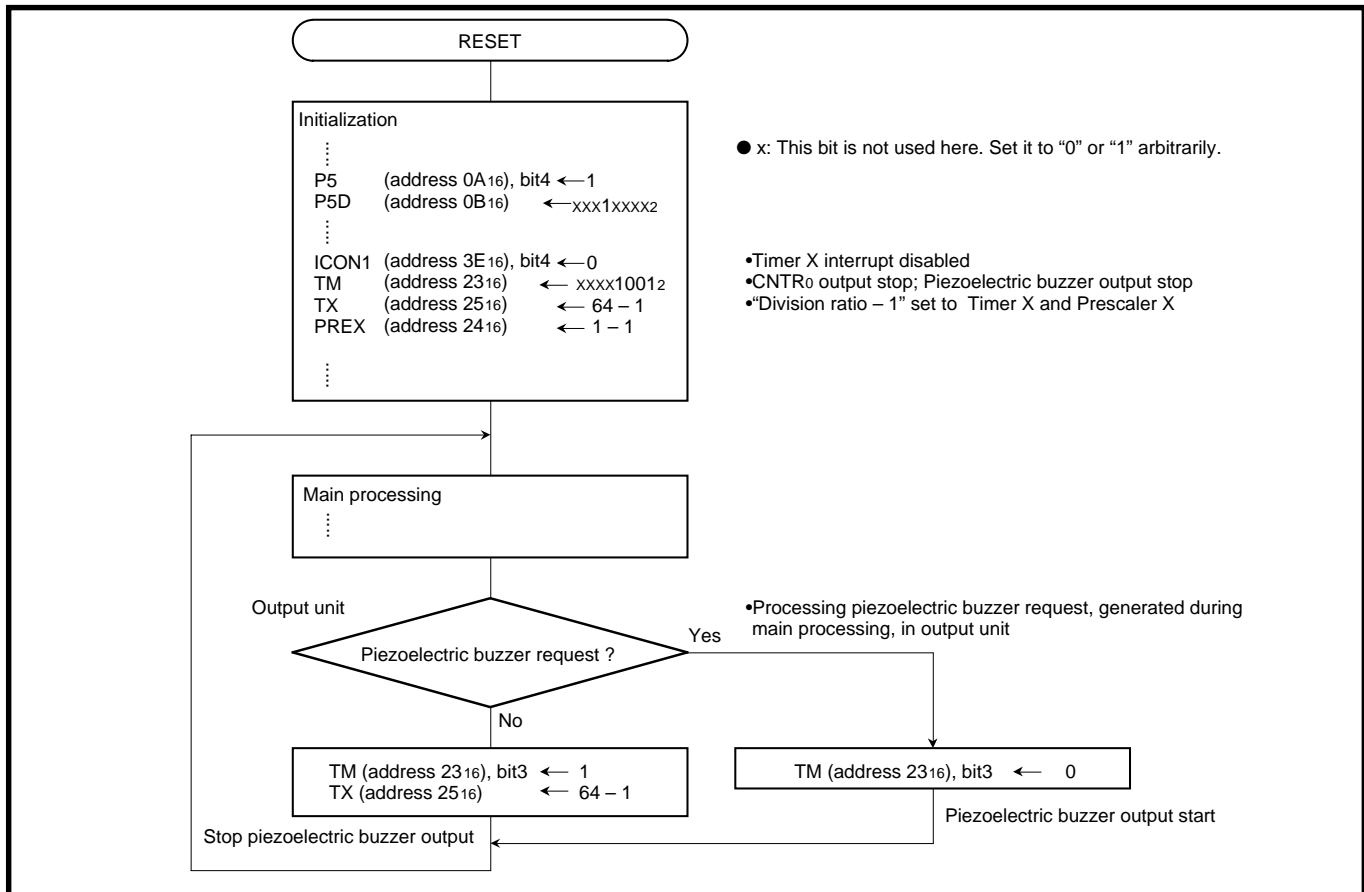 RESET
Initialization
P5 (address 0A16), bit4 ← 1
P5D (address 0B16) ← XXX1XXXX2
ICON1 (address 3E16), bit4 ← 0
TM (address 2316) ← XXXX10012
TX (address 2516) ← 64 – 1
PREX (address 2416) ← 1 – 1
● x: This bit is not used here. Set it to “0” or “1” arbitrarily.
•Timer X interrupt disabled
•CNTR0 output stop; Piezoelectric buzzer output stop
•“Division ratio – 1” set to Timer X and Prescaler X
Main processing
Output unit
•Processing piezoelectric buzzer request, generated during
main processing, in output unit
Yes
Piezoelectric buzzer request ?
No
TM (address 2316), bit3 ← 1
TX (address 2516) ← 64 – 1
TM (address 2316), bit3 ← 0
Piezoelectric buzzer output start
Stop piezoelectric buzzer output